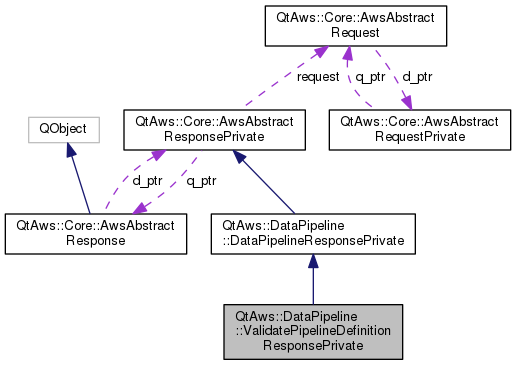 QtAws::Core::AwsAbstract
Request
request
q_ptr
d_ptr
QObject
QtAws::Core::AwsAbstract
ResponsePrivate
QtAws::Core::AwsAbstract
RequestPrivate
d_ptr
q_ptr
QtAws::Core::AwsAbstract
Response
QtAws::DataPipeline
::DataPipelineResponsePrivate
QtAws::DataPipeline
::ValidatePipelineDefinition
ResponsePrivate